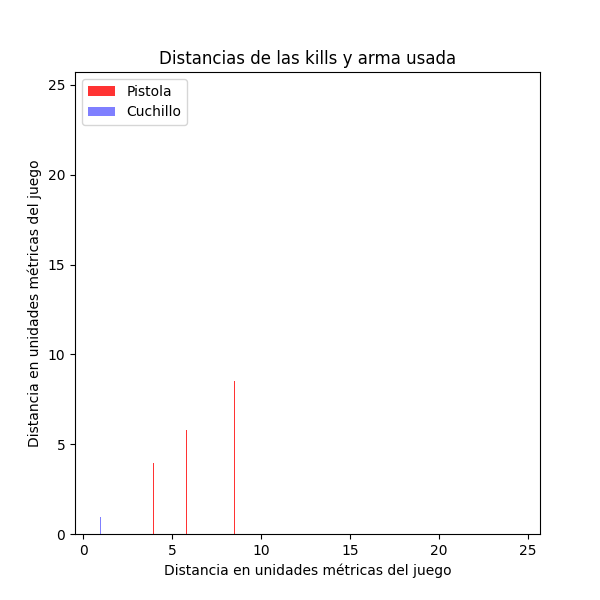 Distancias de las kills y arma usada
Pistola
Cuchillo
Distancia en unidades métricas del juego
25
20
15
10
5
0
0 5 10 15 20 25
Distancia en unidades métricas del juego